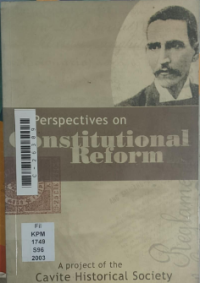 Perspectives on
Constitutional
Reform
Fil
KPM
1749
S96
2003
A project of the
Cavite Historical Society